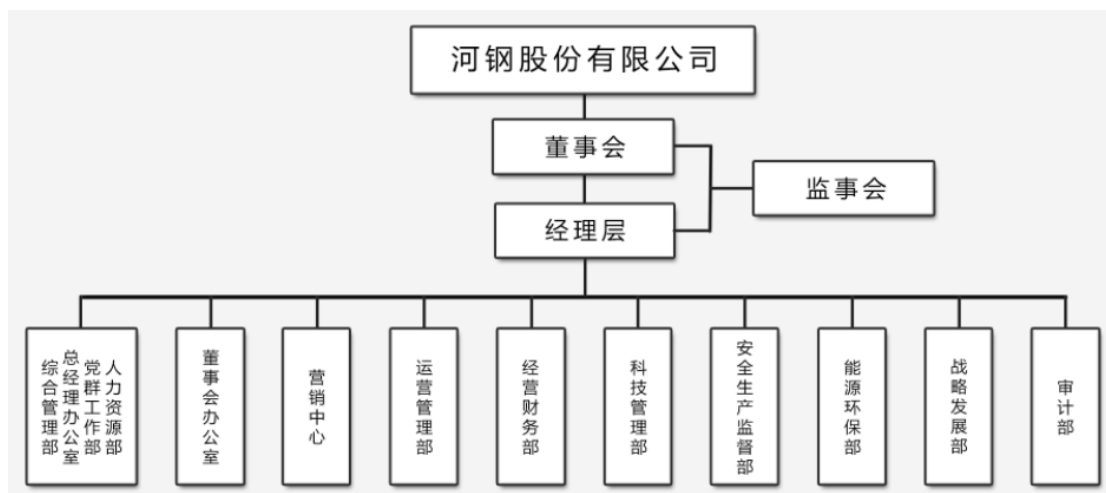 河钢股份有限公司
董事会
监事会
经理层
人力资源部
党群工作部
总经理办公室
综合管理部
董事会办公室
营销中心
运营管理部
经营财务部
科技管理部
安全生产监督部
能源环保部
战略发展部
审计部